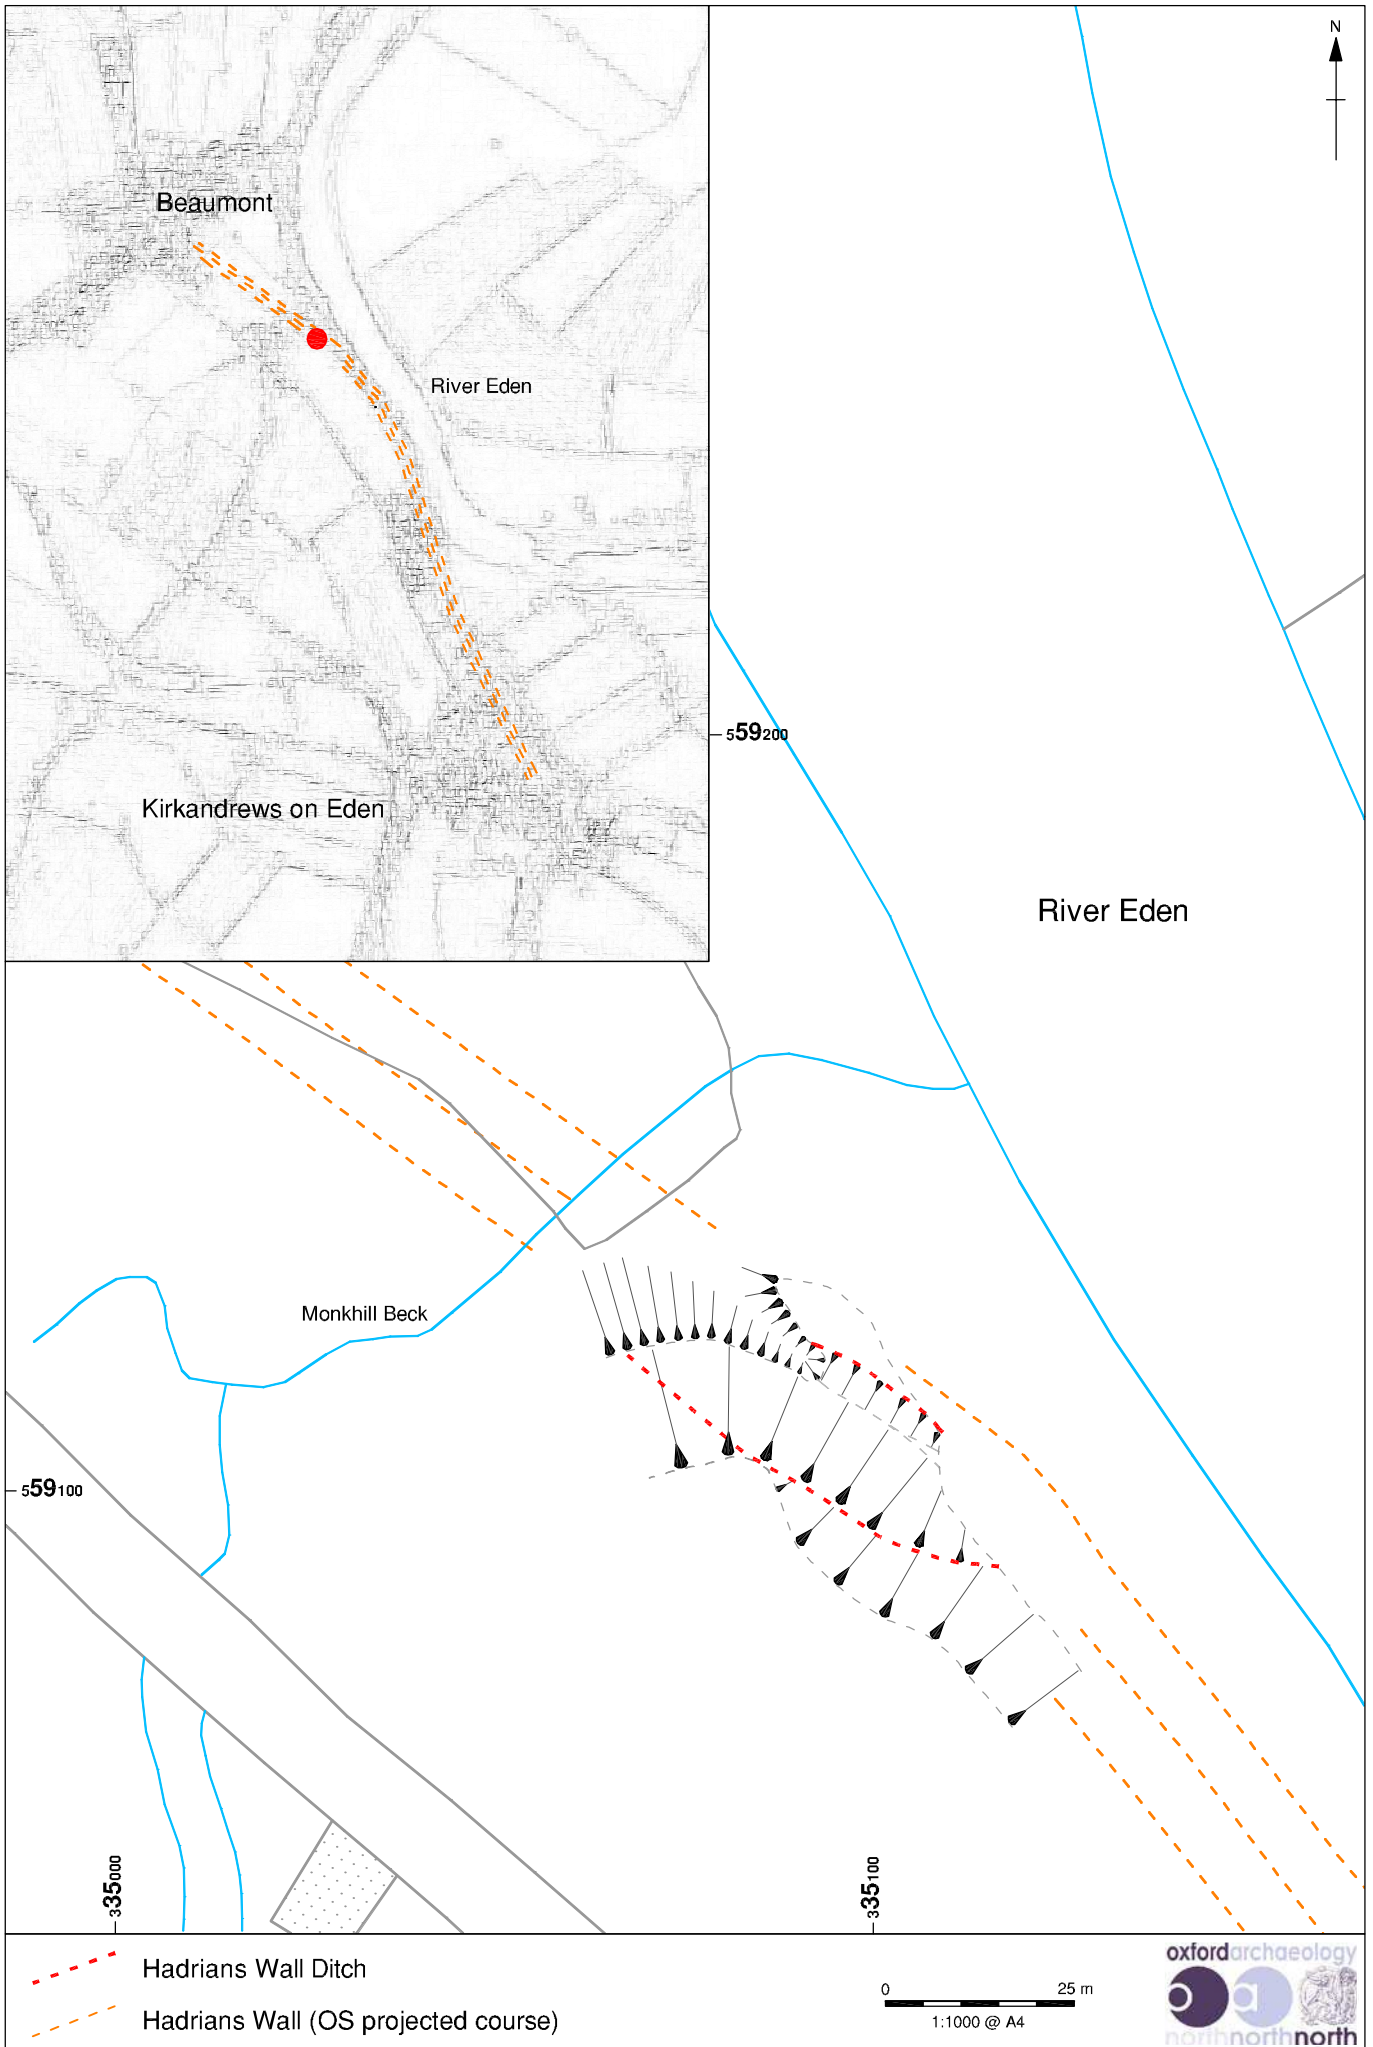 N
Beaumont
River Eden
Kirkandrews on Eden
559200
River Eden
Monkhill Beck
559100
335000
335100
Hadrians Wall Ditch
Hadrians Wall (OS projected course)
0 25 m
1:1000 @ A4
oxfordarchaeology
o a
northnorthnorth